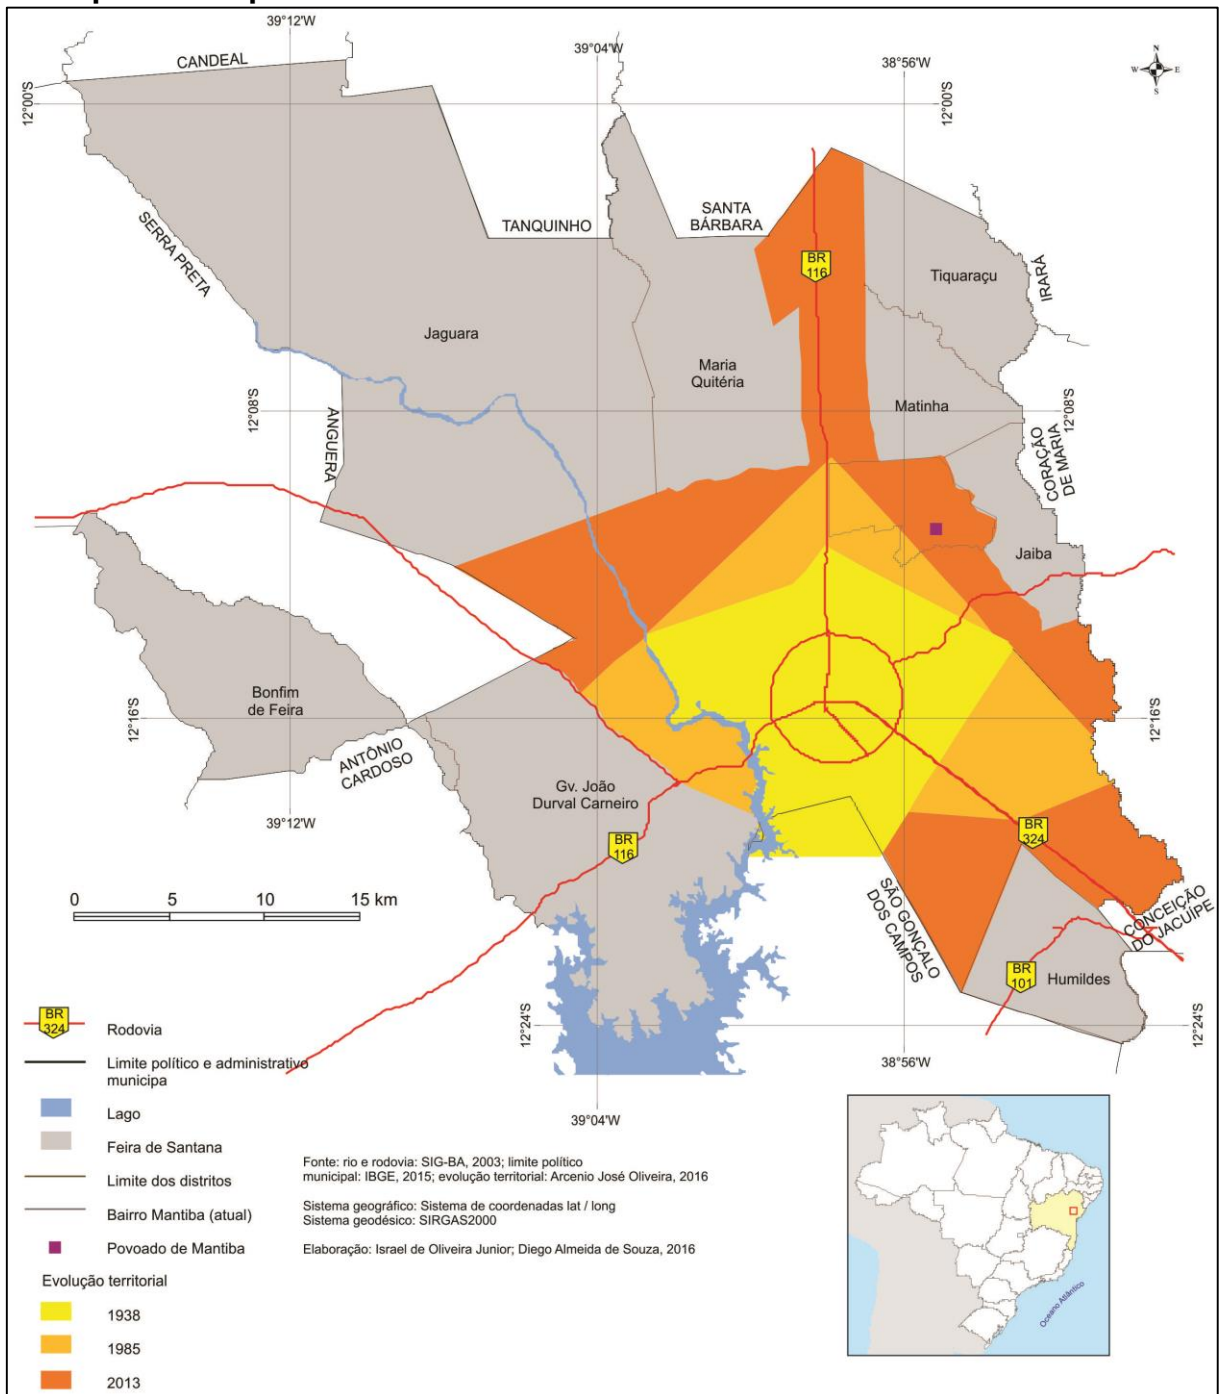 39°12'W
39°04'W
38°56'W
N
W
E
S
CANDEAL
12°00'S
12°00'S
SERRA PRETA
TANQUINHO
SANTA
BÁRBARA
BR
116
Tiquaraçu
IRARÁ
Jaguara
Maria
Quitéria
Matinha
12°08'S
12°08'S
ANGUERA
CORAÇÃO
DE MARIA
Jaiba
Bonfim
de Feira
12°16'S
12°16'S
ANTÔNIO
CARDOSO
Gv. João
Durval Carneiro
39°12'W
BR
116
BR
324
0 5 10 15 km
SÃO GONÇALO
DOS CAMPOS
CONCEIÇÃO
DO JACUÍPE
BR
101
Humildes
12°24'S
12°24'S
38°56'W
39°04'W
BR
324
Rodovia
Limite político e administrativo
municipa
Lago
Feira de Santana
Limite dos distritos
Bairro Mantiba (atual)
Povoado de Mantiba
Evolução territorial
1938
1985
2013
Fonte: rio e rodovia: SIG-BA, 2003; limite político
municipal: IBGE, 2015; evolução territorial: Arcenio José Oliveira, 2016
Sistema geográfico: Sistema de coordenadas lat / long
Sistema geodésico: SIRGAS2000
Elaboração: Israel de Oliveira Junior; Diego Almeida de Souza, 2016
Oceano Atlântico